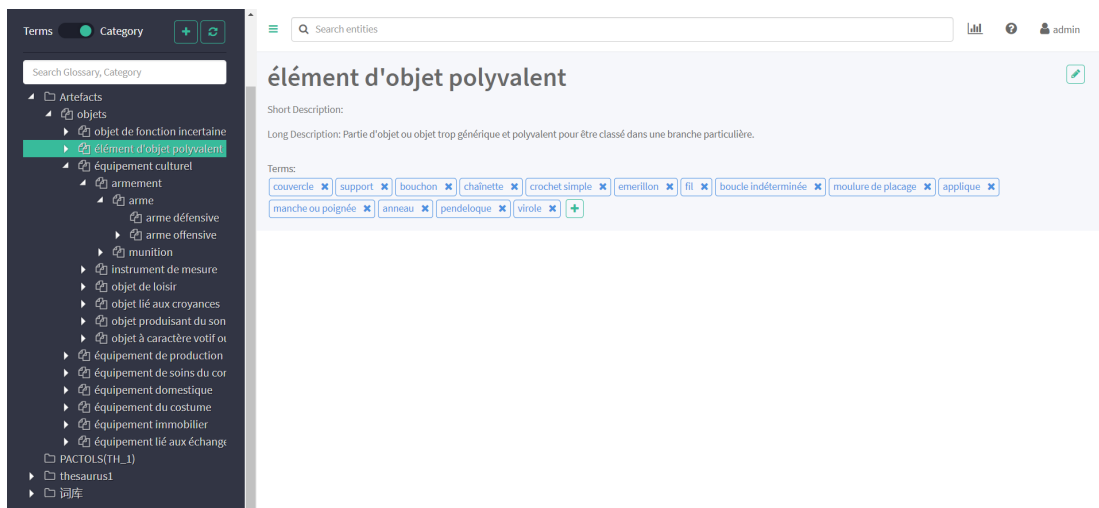 Terms Category
Search entities
admin
Search Glossary, Category
Artefacts
objets
objet de fonction incertaine
élément d'objet polyvalent
équipement culturel
armement
arme
arme défensive
arme offensive
munition
instrument de mesure
objet de loisir
objet lié aux croyances
objet produisant du son
objet à caractère votif ou
équipement de production
équipement de soins du cor
équipement domestique
équipement du costume
équipement immobilier
équipement lié aux échange
PACTOLS(TH_1)
thesaurus1
词库
élément d'objet polyvalent
Short Description:
Long Description: Partie d'objet ou objet trop générique et polyvalent pour être classé dans une branche particulière.
Terms:
couvercle support bouchon chaînette crochet simple emerillon fil boucle indéterminée moulure de placage applique
manche ou poignée anneau pendeloque virole